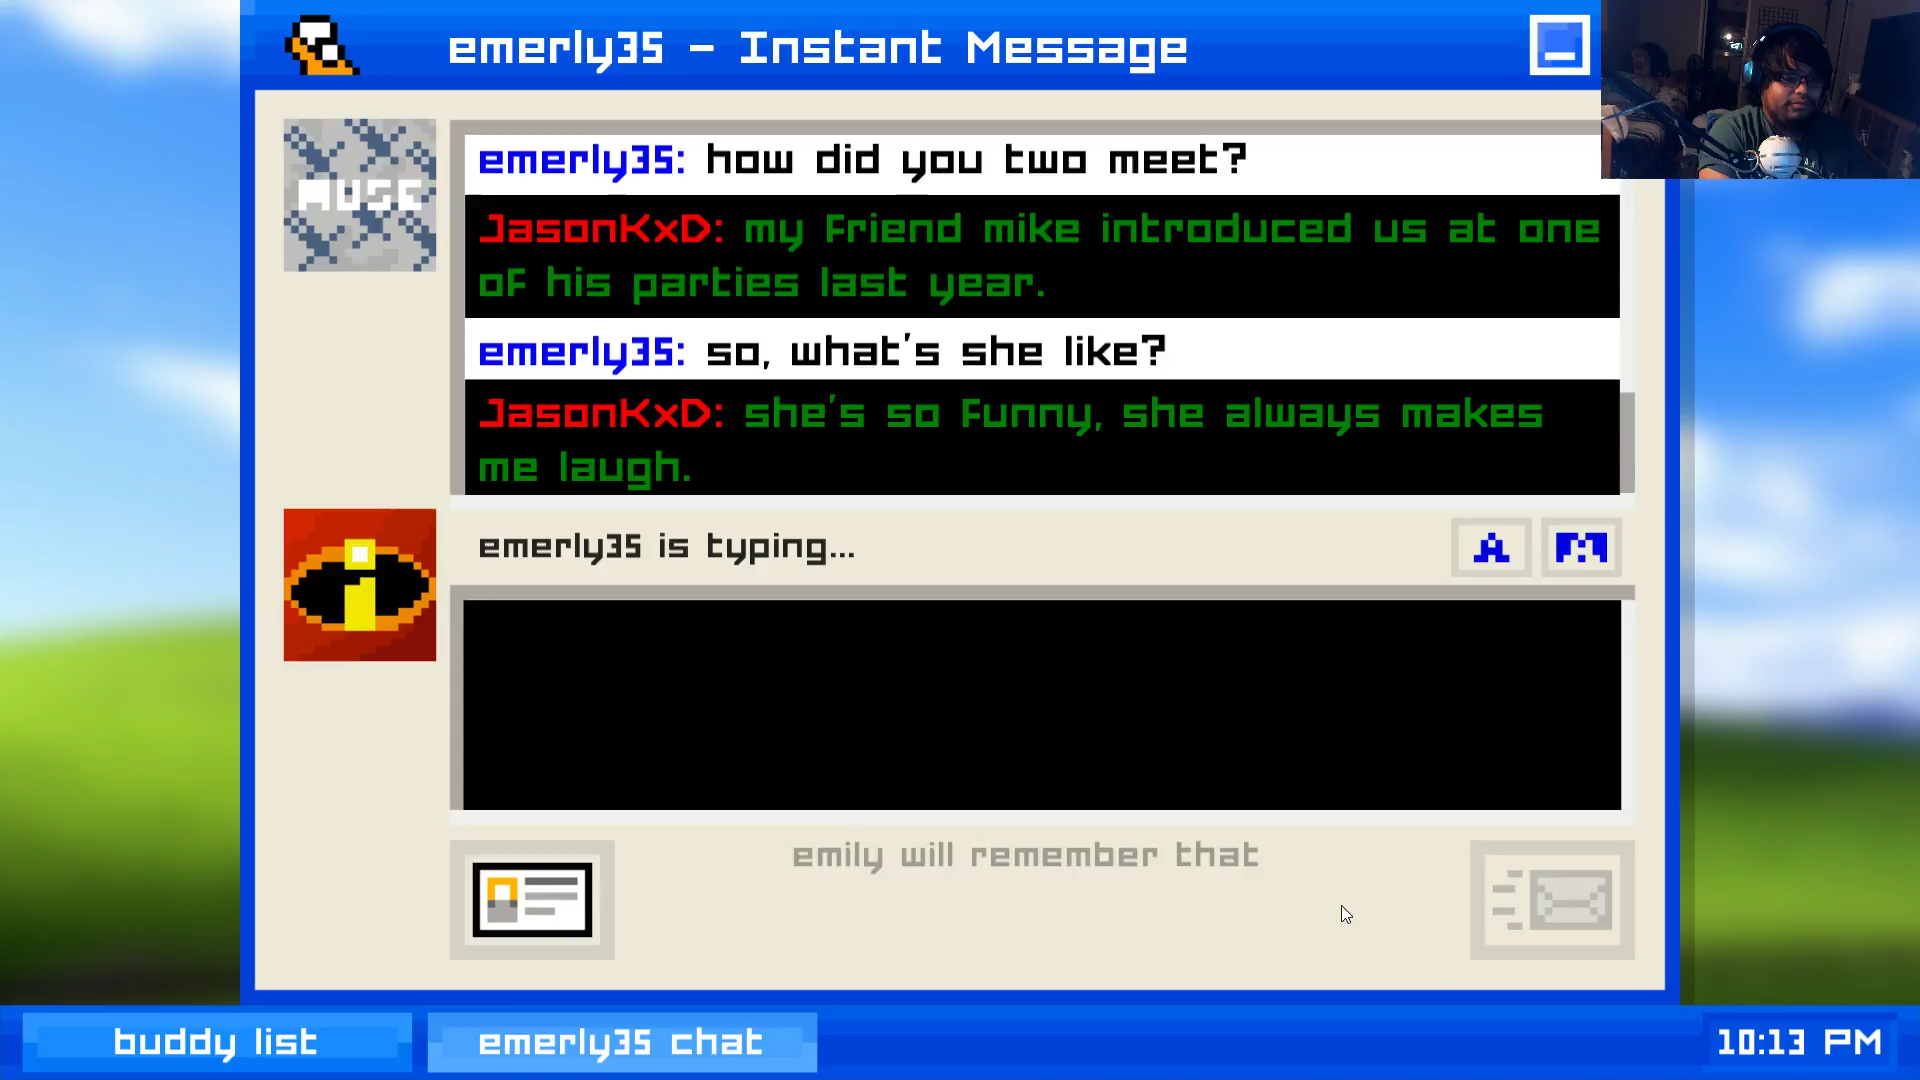 emerly35 - Instant Message
emerly35: how did you two meet?
JasonKxD: my friend mike introduced us at one
of his parties last year.
emerly35: so, what's she like?
JasonKxD: she's so funny, she always makes
me laugh.
MUSE
emerly35 is typing...
A
emily will remember that
buddy list
emerly35 chat
10:13 PM